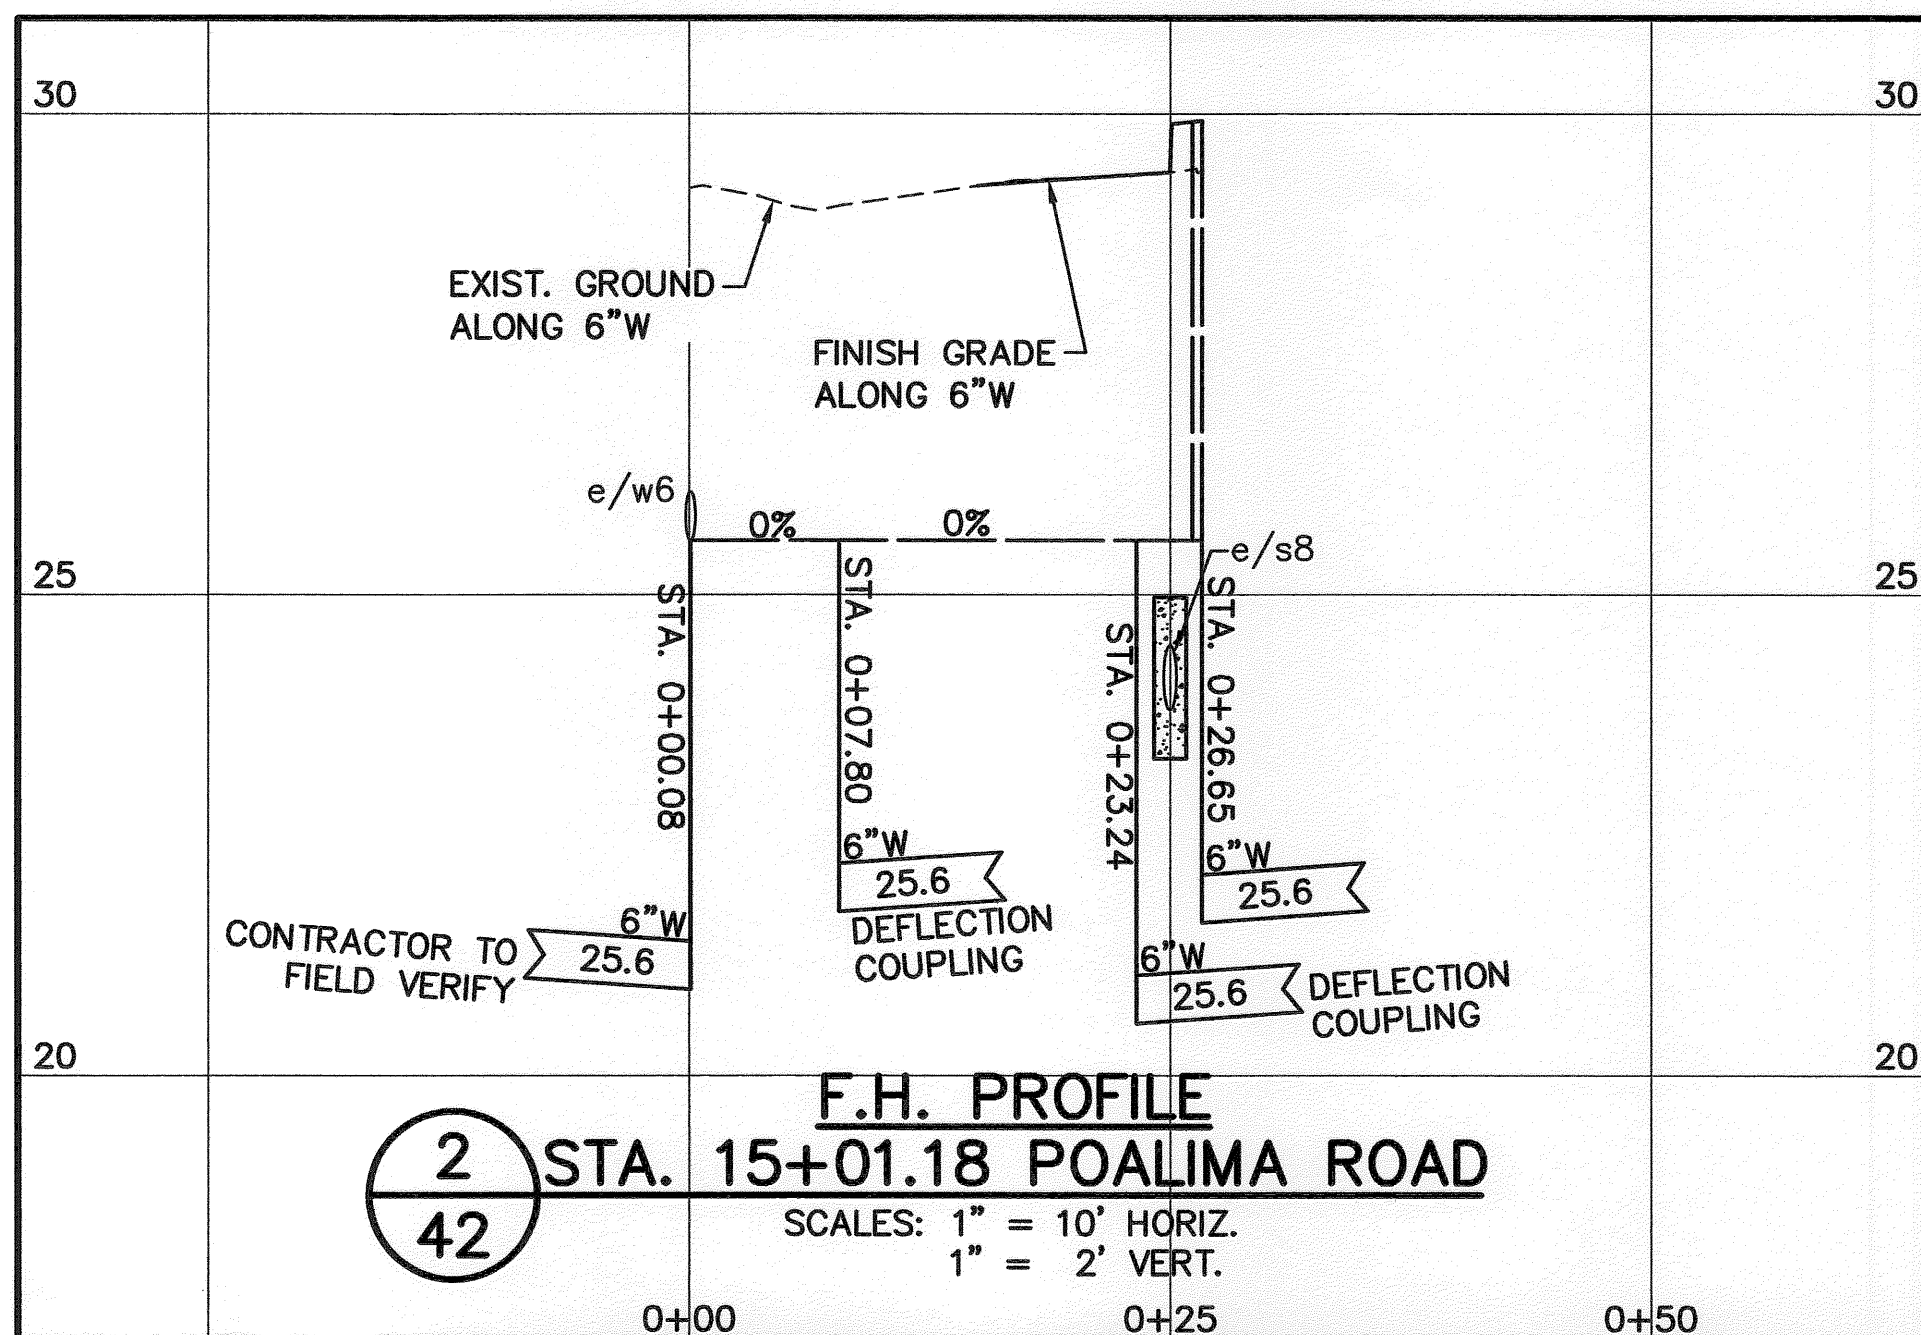 30
30
EXIST. GROUND
ALONG 6"W
FINISH GRADE
ALONG 6"W
e/w6
0%
0%
e/s8
25
25
STA. 0+00.08
STA. 0+07.80
STA. 0+23.24
STA. 0+26.65
6"W
25.6
DEFLECTION
COUPLING
6"W
25.6
6"W
25.6
CONTRACTOR TO
FIELD VERIFY
6"W
25.6
DEFLECTION
COUPLING
20
20
F.H. PROFILE
2
42
STA. 15+01.18 POALIMA ROAD
SCALES: 1" = 10' HORIZ.
1" = 2' VERT.
0+00
0+25
0+50